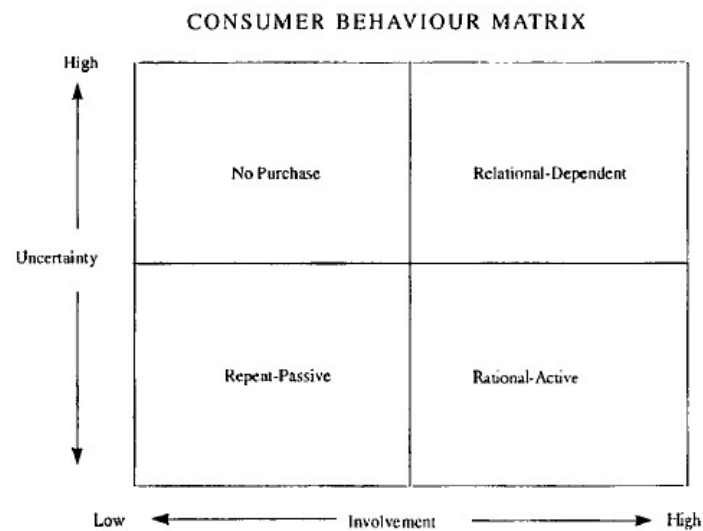 CONSUMER BEHAVIOUR MATRIX
High
No Purchase
Relational-Dependent
Uncertainty
Repeat-Passive
Rational-Active
Low
Involvement
High